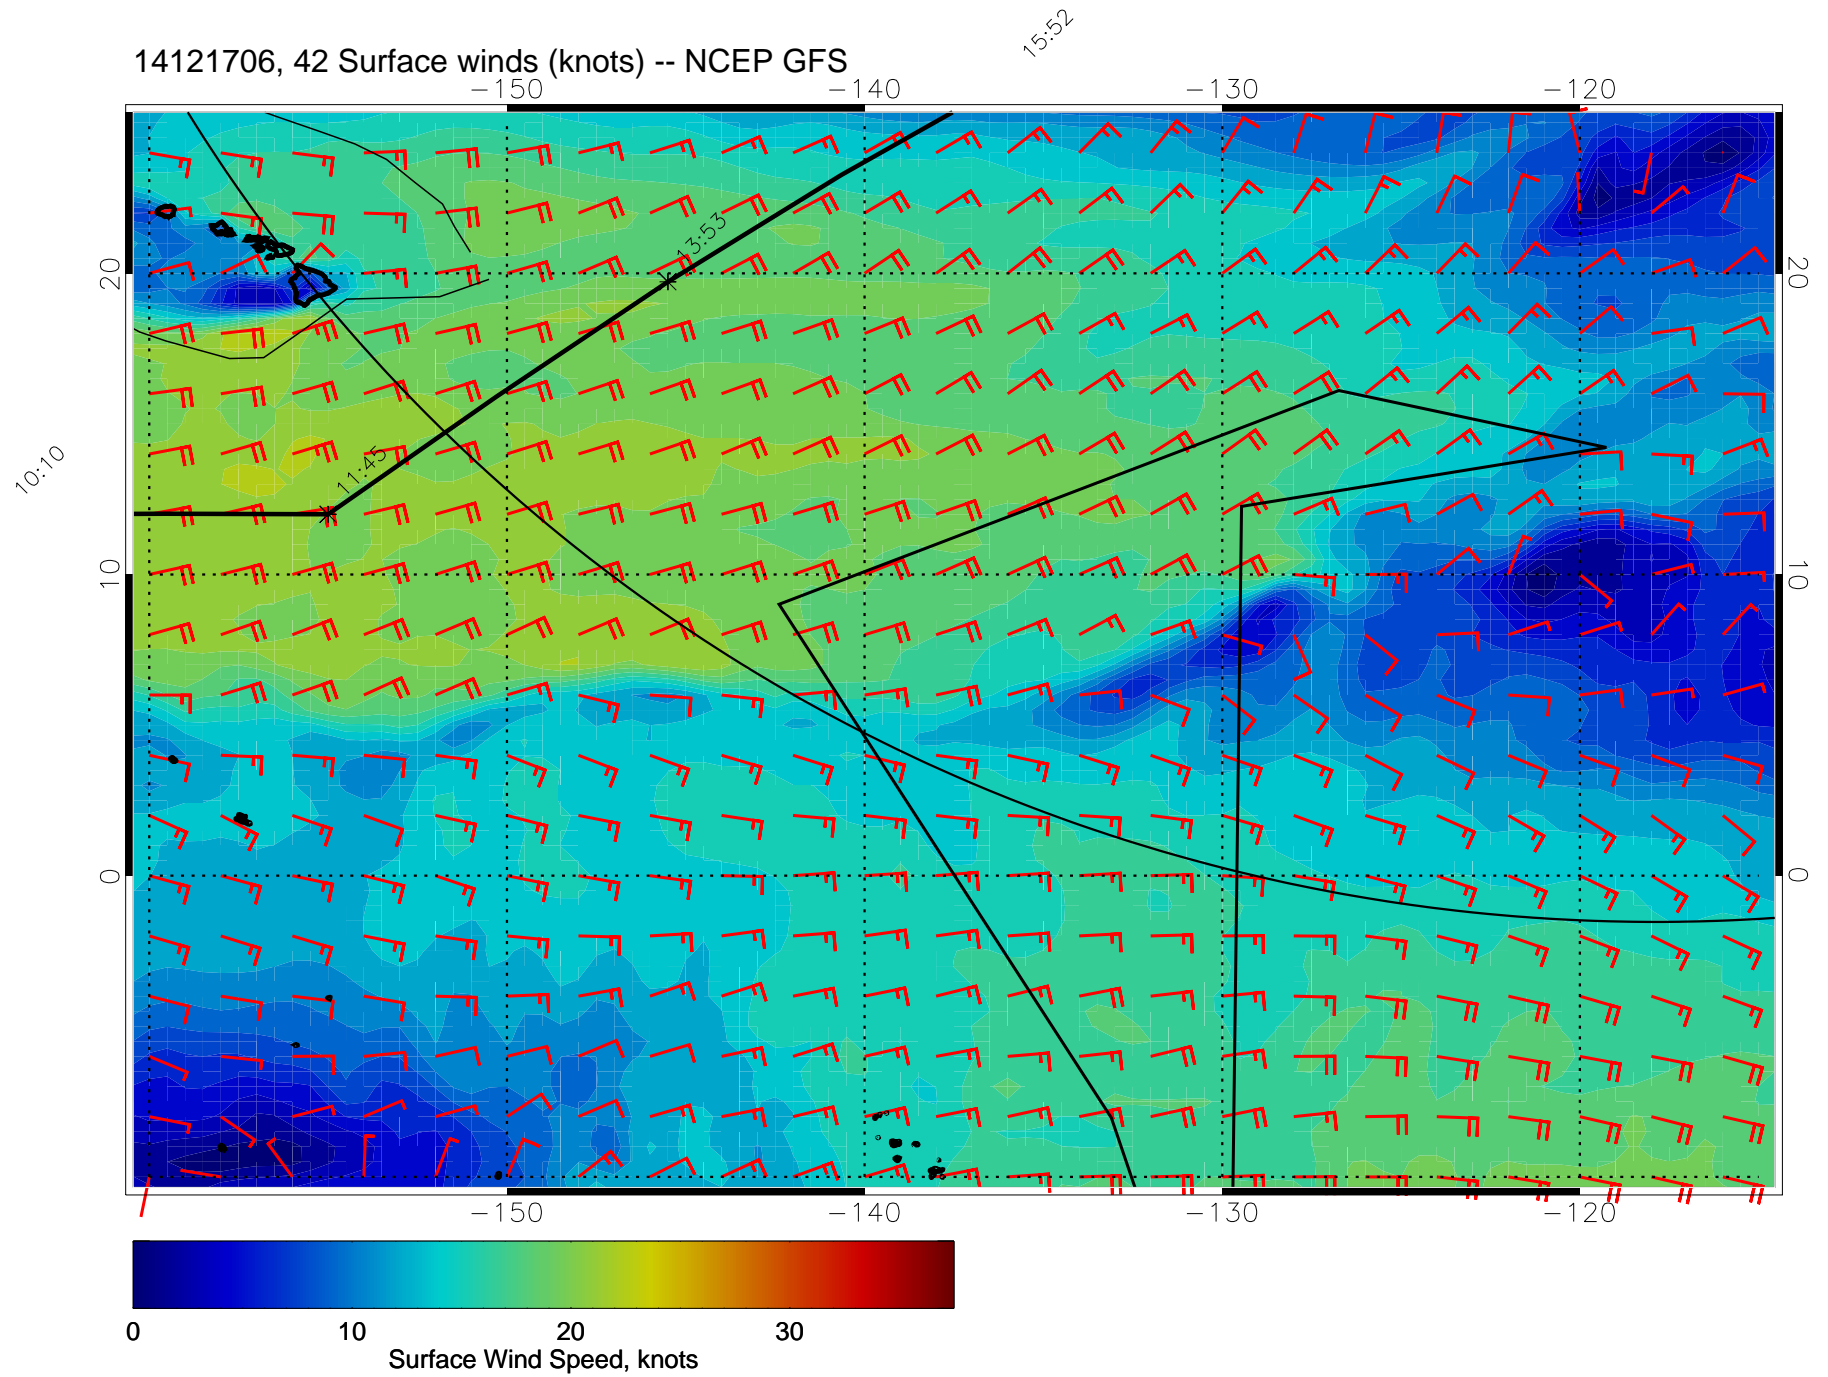 15:52
14121706, 42 Surface winds (knots) -- NCEP GFS
-150 -140 -130 -120
13:53
20 20
10:10
11:45
10 10
0 0
-150 -140 -130 -120
0 10 20 30
Surface Wind Speed, knots